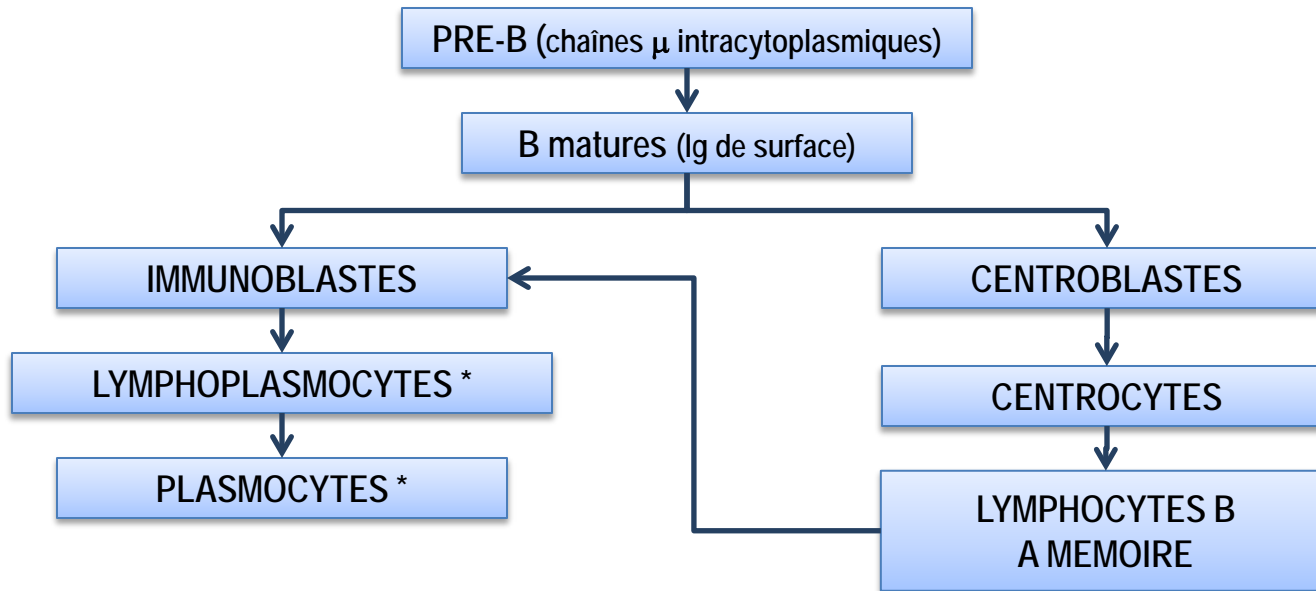 PRE-B (chaînes μ intracytoplasmiques)
B matures (Ig de surface)
IMMUNOBLASTES
CENTROBLASTES
LYMPHOPLASMOCYTES *
CENTROCYTES
PLASMOCYTES *
LYMPHOCYTES B
A MEMOIRE